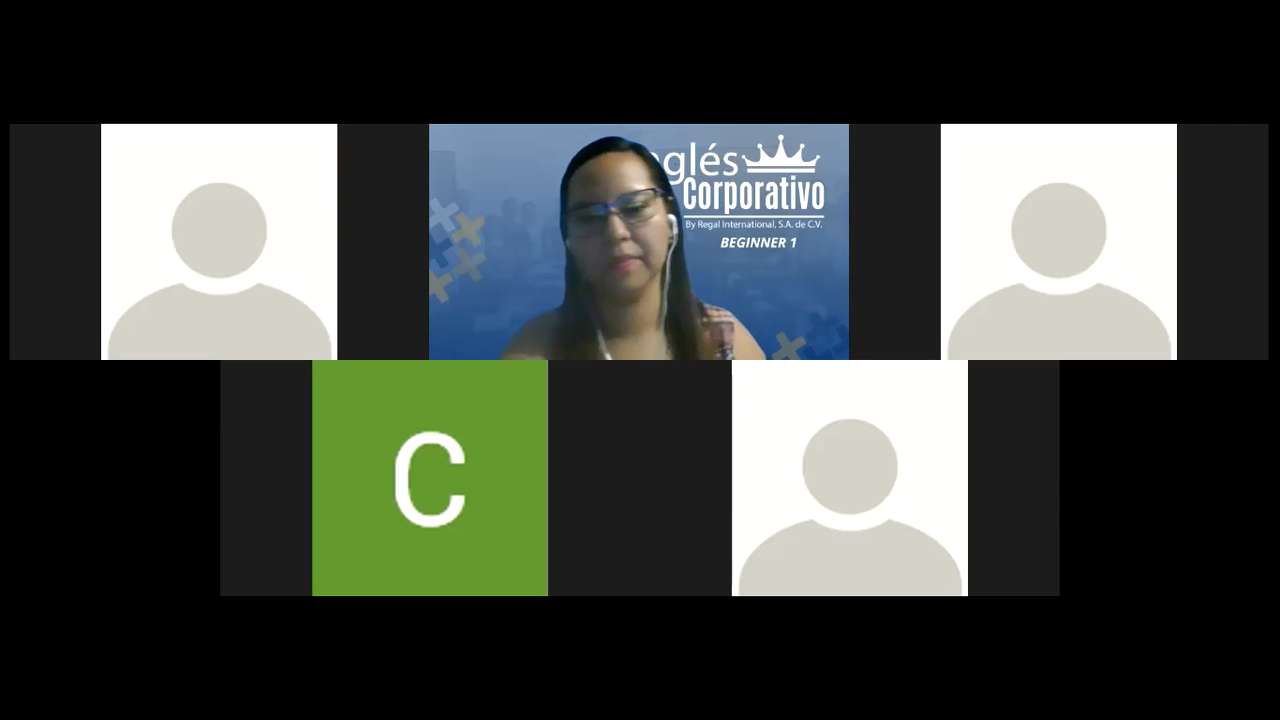 glés
Corporativo
By Regal International, S.A. de C.V.
BEGINNER 1
C